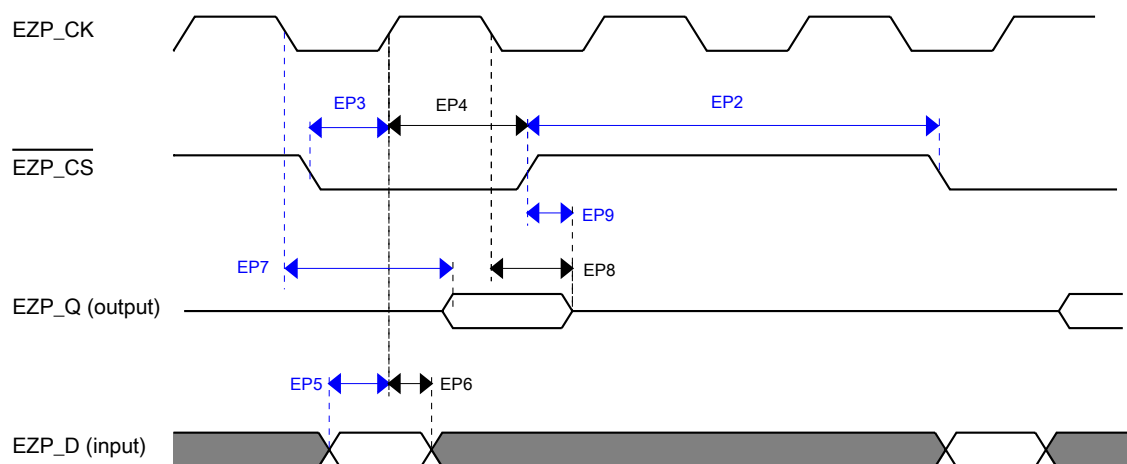 EZP_CK
EP3
EP4
EP2
EZP_CS
EP9
EP7
EP8
EZP_Q (output)
EP5
EP6
EZP_D (input)